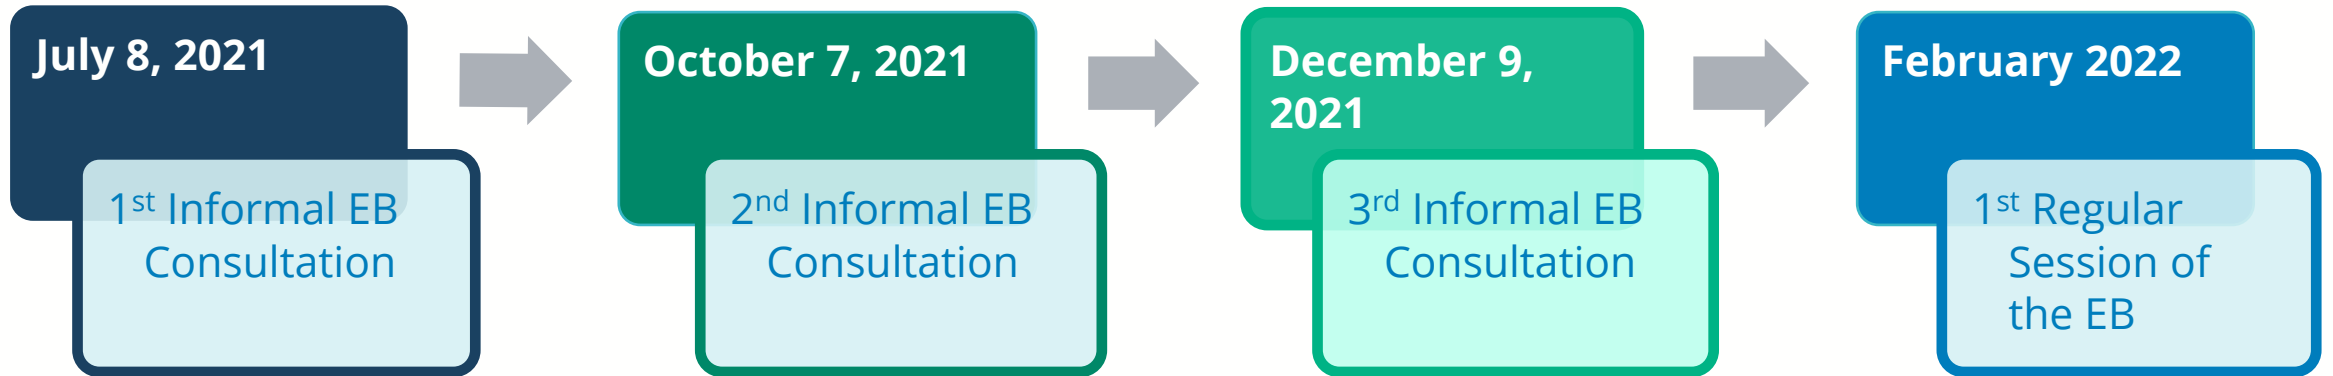 July 8, 2021
1st Informal EB
Consultation
October 7, 2021
2nd Informal EB
Consultation
December 9,
2021
3rd Informal EB
Consultation
February 2022
1st Regular
Session of
the EB